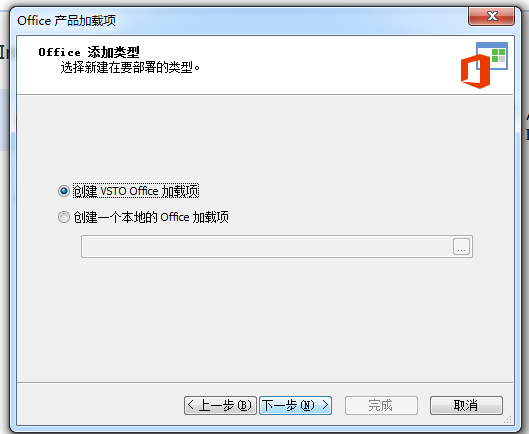 Office 产品加载项
Office 添加类型
选择新建在要部署的类型。
创建 VSTO Office 加载项
创建一个本地的 Office 加载项
...
< 上一步(B)
下一步(N) >
完成
取消